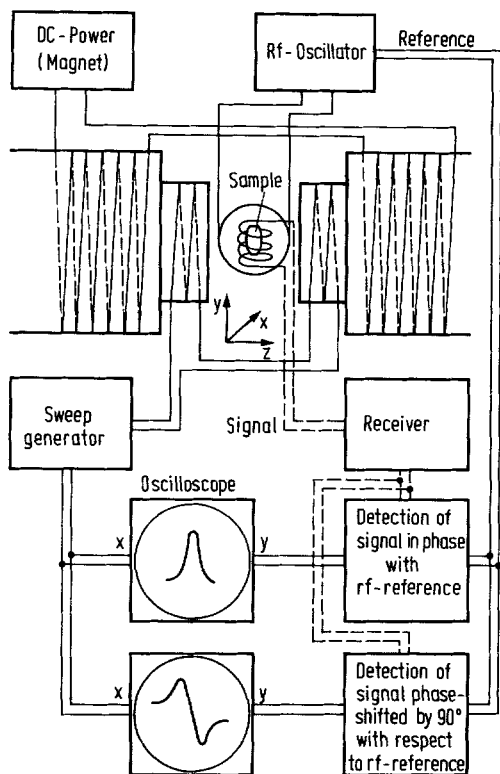 DC-Power
(Magnet)
Rf-Oscillator
Reference
Sample
y
x
z
Sweep
generator
Signal
Receiver
Oscilloscope
x
y
Detection of
signal in phase
with
rf-reference
x
y
Detection of
signal phase-
shifted by 90°
with respect
to rf-reference